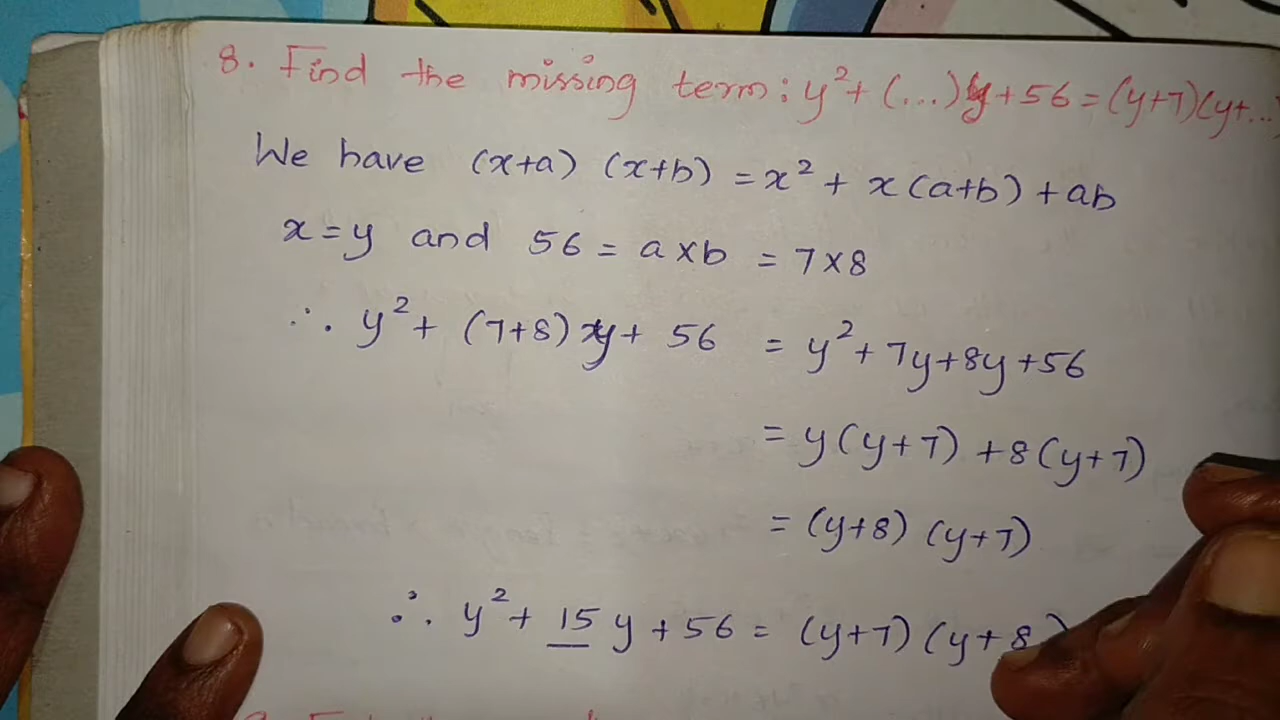 8. Find the missing term: y²+(...)y+56=(y+7)(y+...
We have (x+a) (x+b) = x² + x(a+b) + ab
x=y and 56 = a×b = 7×8
∴ y² + (7+8)y + 56 = y² + 7y+8y+56
= y(y+7) +8(y+7)
= (y+8) (y+7)
∴ y² + 15 y + 56 = (y+7) (y+8)